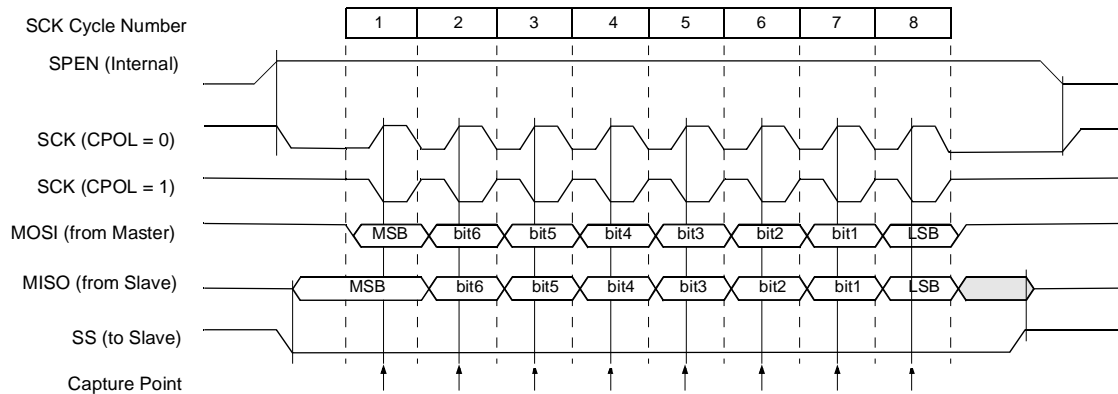 SCK Cycle Number 1 2 3 4 5 6 7 8
SPEN (Internal)
SCK (CPOL = 0)
SCK (CPOL = 1)
MOSI (from Master) MSB bit6 bit5 bit4 bit3 bit2 bit1 LSB
MISO (from Slave) MSB bit6 bit5 bit4 bit3 bit2 bit1 LSB
SS (to Slave)
Capture Point